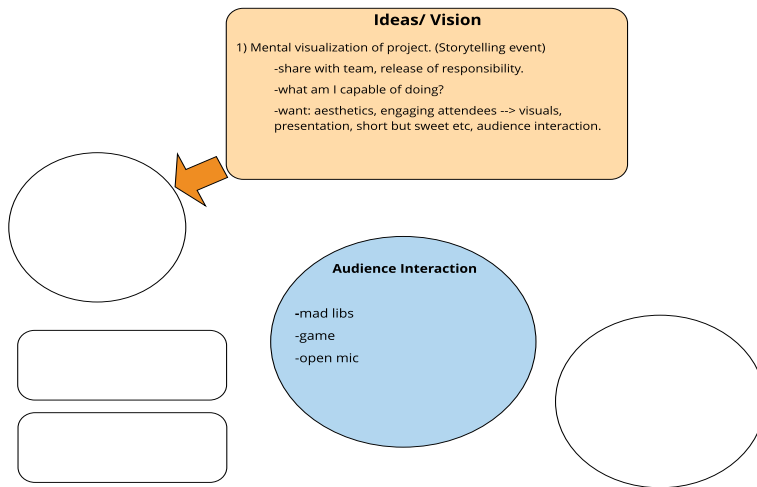 Ideas/ Vision
1) Mental visualization of project. (Storytelling event)
-share with team, release of responsibility.
-what am I capable of doing?
-want: aesthetics, engaging attendees --> visuals,
presentation, short but sweet etc, audience interaction.
Audience Interaction
-mad libs
-game
-open mic